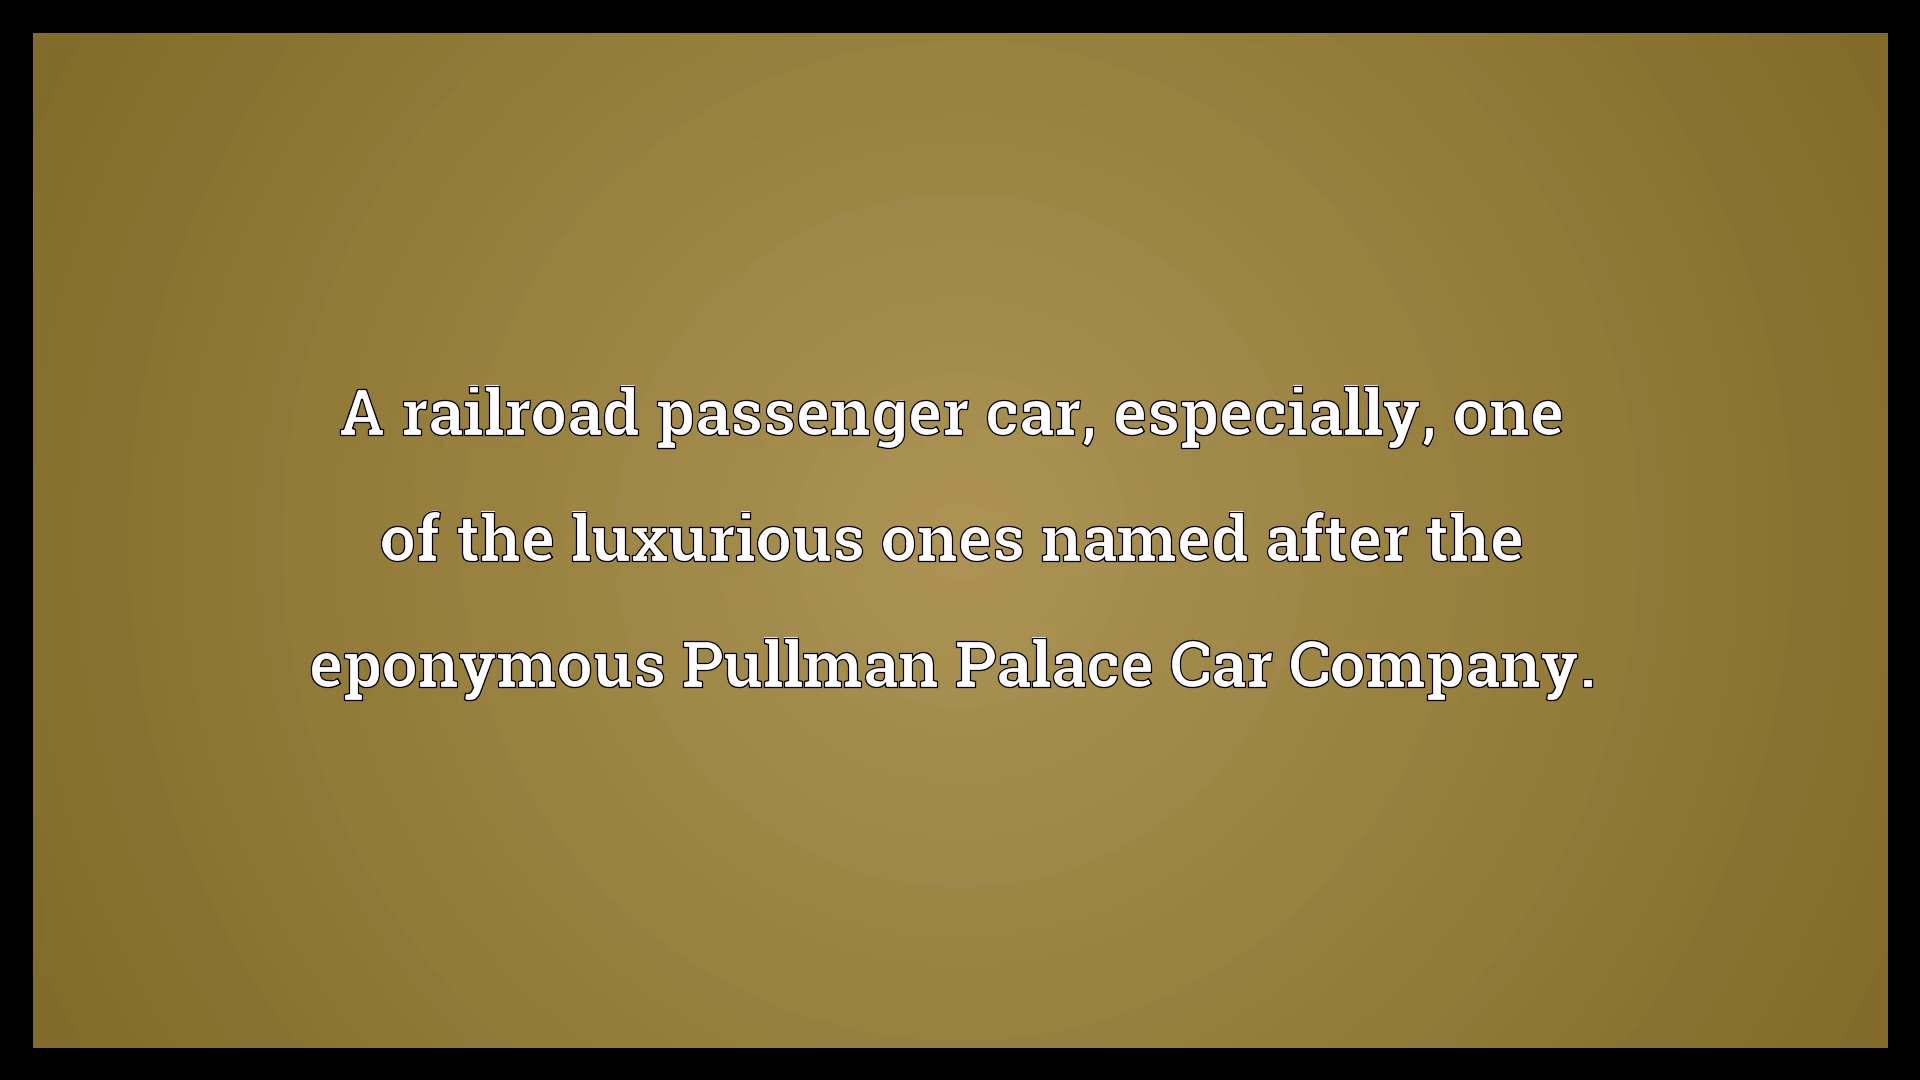 A railroad passenger car, especially, one
of the luxurious ones named after the
eponymous Pullman Palace Car Company.